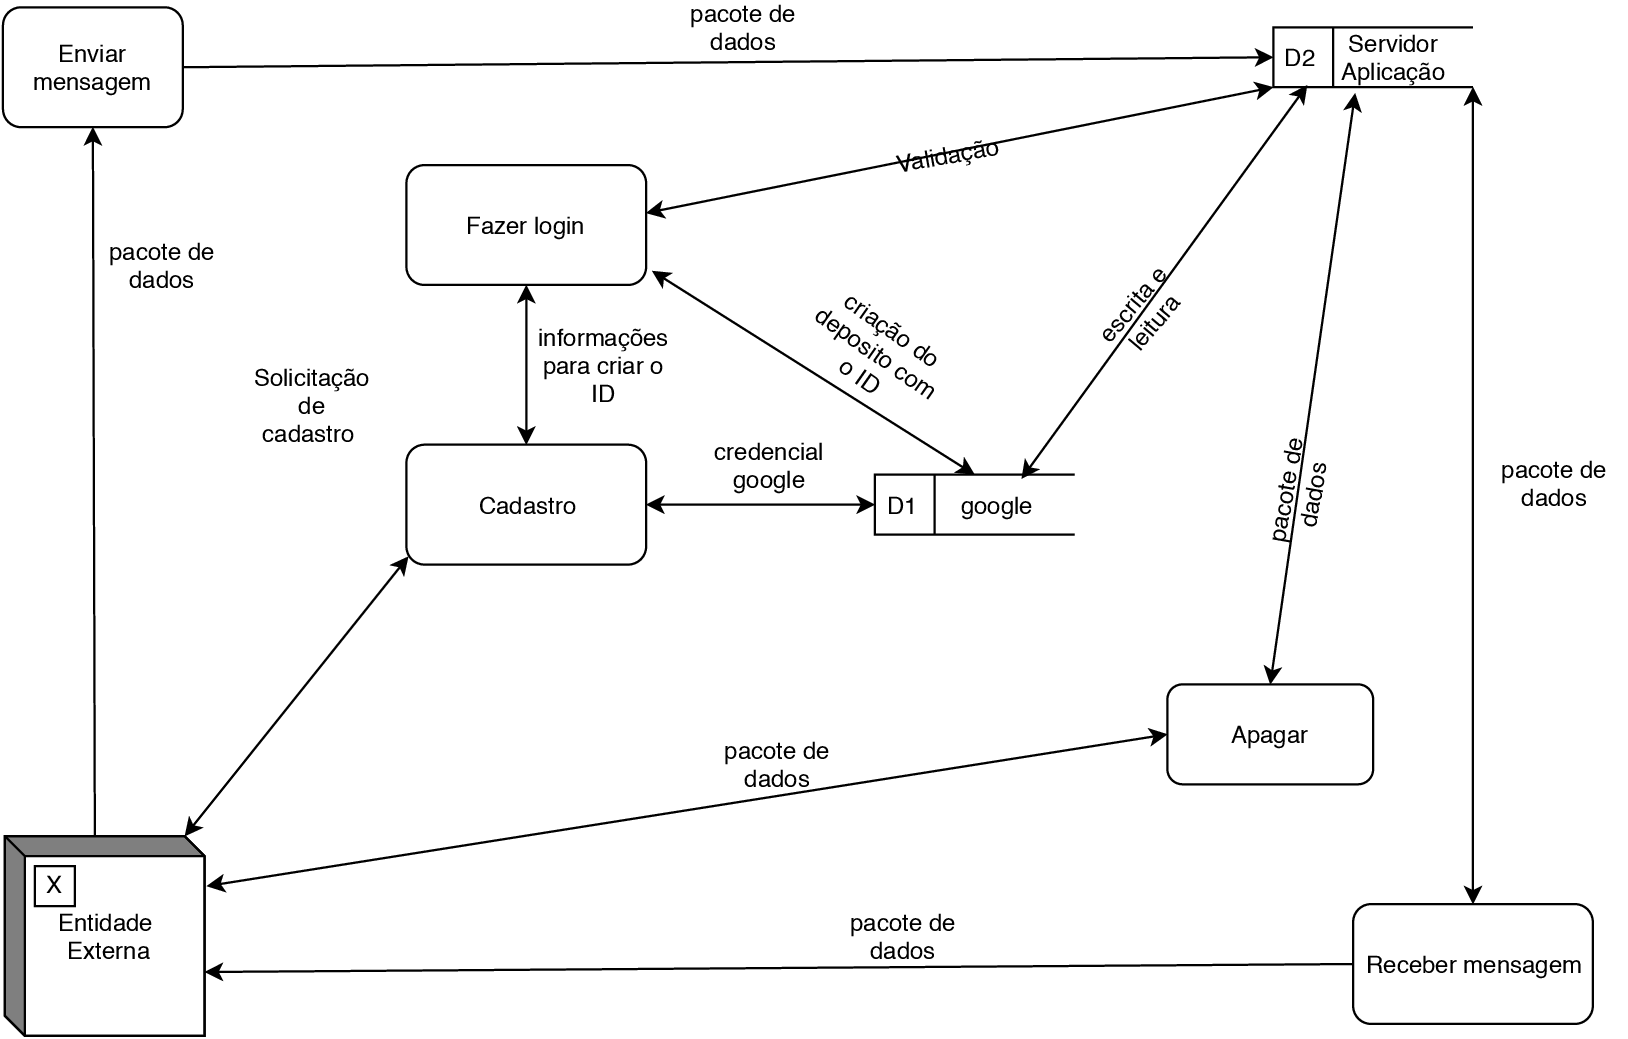 pacote de
dados
Enviar
mensagem
D2
Servidor
Aplicação
Validação
Fazer login
pacote de
dados
escrita e
leitura
criação do
deposito com
o ID
informações
para criar o
ID
Solicitação
de
cadastro
credencial
google
pacote de
dados
pacote de
dados
Cadastro
D1
google
Apagar
pacote de
dados
X
Entidade
Externa
pacote de
dados
Receber mensagem